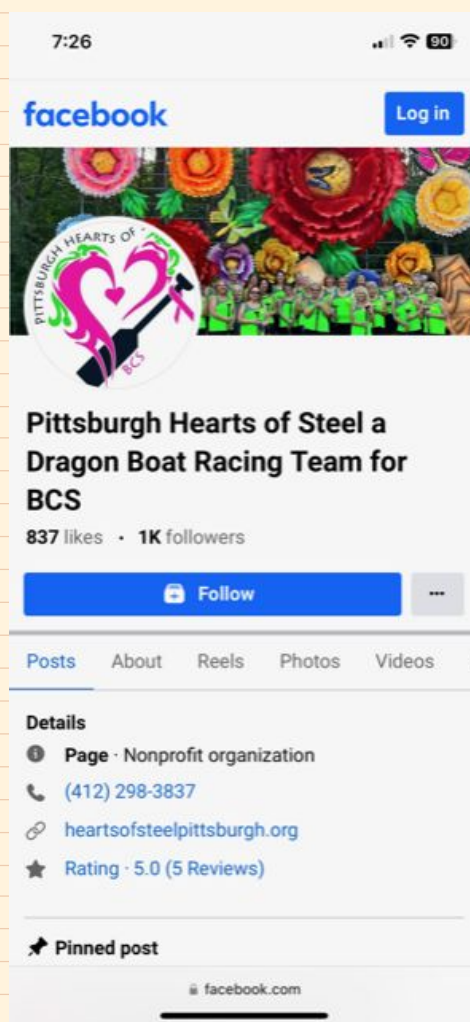 7:26
90
facebook
Log in
PITTSBURGH HEARTS OF
BCS
Pittsburgh Hearts of Steel a
Dragon Boat Racing Team for
BCS
837 likes · 1K followers
Follow
Posts About Reels Photos Videos
Details
Page · Nonprofit organization
(412) 298-3837
heartsofsteelpittsburgh.org
Rating · 5.0 (5 Reviews)
Pinned post
facebook.com